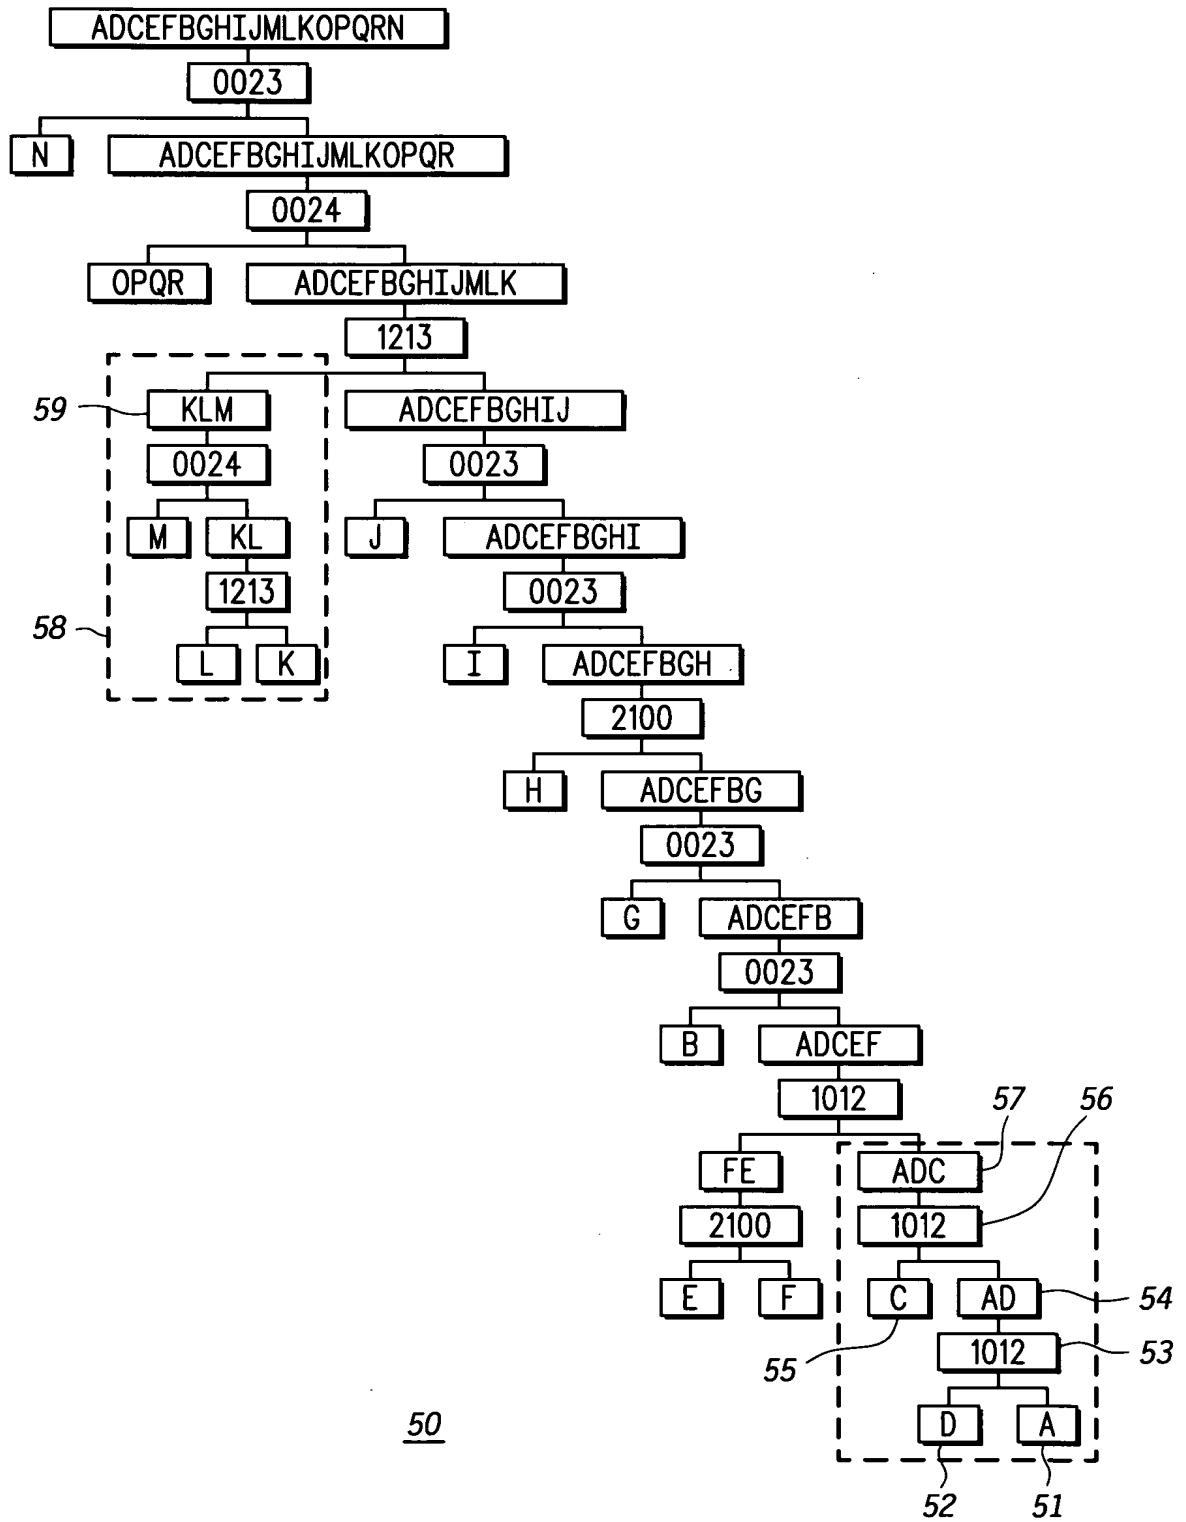 ADCEFBGHIJMLKOPQRN
0023
N
ADCEFBGHIJMLKOPQR
0024
OPQR
ADCEFBGHIJMLK
1213
59
KLM
ADCEFBGHIJ
0024
0023
M
KL
J
ADCEFBGHI
1213
0023
58
L
K
I
ADCEFBGH
2100
H
ADCEFBG
0023
G
ADCEFB
0023
B
ADCEF
1012
57
56
FE
ADC
2100
1012
E
F
C
AD
54
1012
53
55
D
A
50
52
51